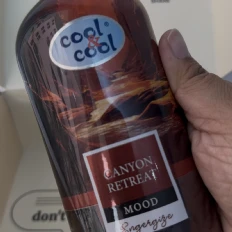 cool®
&
cool
CANYON
RETREAT
MOOD
Energize
don't